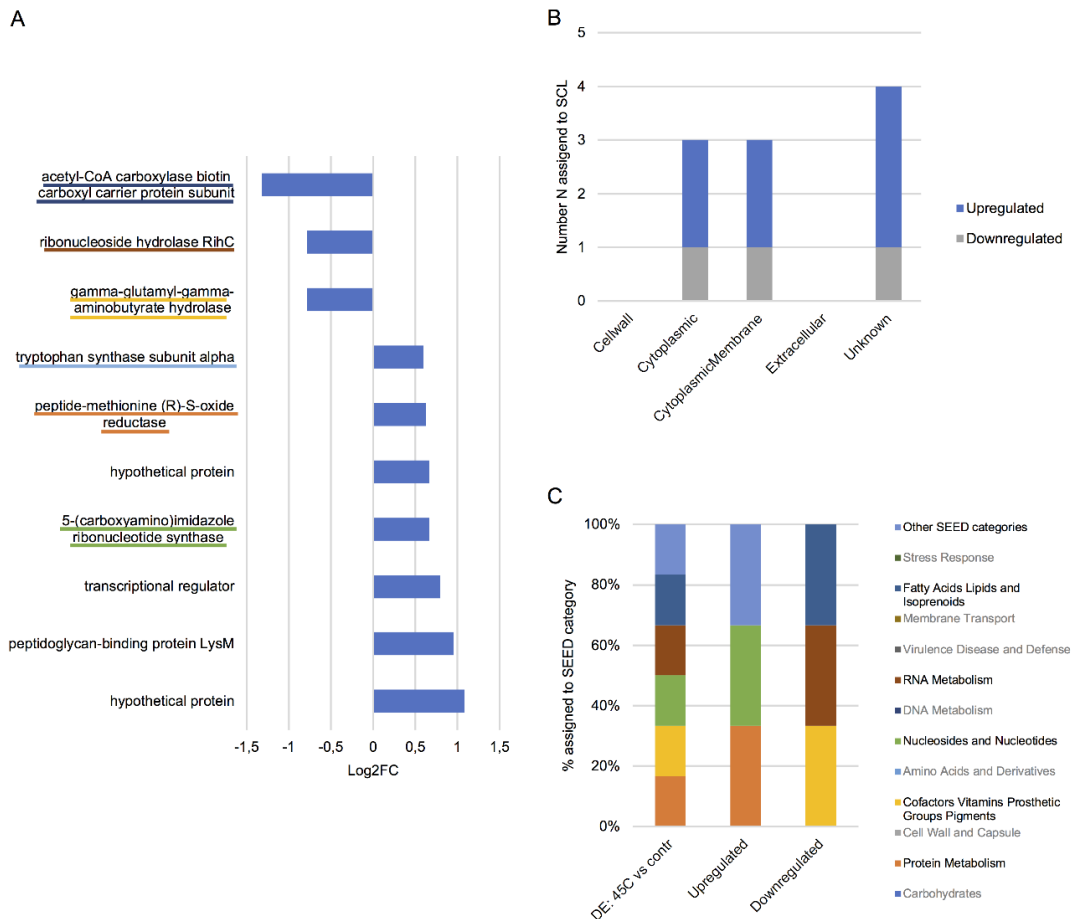 A
acetyl-CoA carboxylase biotin
carboxyl carrier protein subunit
ribonucleoside hydrolase RihC
gamma-glutamyl-gamma-
aminobutyrate hydrolase
tryptophan synthase subunit alpha
peptide-methionine (R)-S-oxide
reductase
hypothetical protein
5-(carboxyamino)imidazole
ribonucleotide synthase
transcriptional regulator
peptidoglycan-binding protein LysM
hypothetical protein
-1,5 -1 -0,5 0 0,5 1 1,5
Log2FC
B
Number N assigend to SCL
5
4
3
2
1
0
Cellwall
Cytoplasmic
CytoplasmicMembrane
Extracellular
Unknown
Upregulated
Downregulated
C
% assigned to SEED category
100%
80%
60%
40%
20%
0%
DE: 45C vs contr
Upregulated
Downregulated
Other SEED categories
Stress Response
Fatty Acids Lipids and
Isoprenoids
Membrane Transport
Virulence Disease and Defense
RNA Metabolism
DNA Metabolism
Nucleosides and Nucleotides
Amino Acids and Derivatives
Cofactors Vitamins Prosthetic
Groups Pigments
Cell Wall and Capsule
Protein Metabolism
Carbohydrates